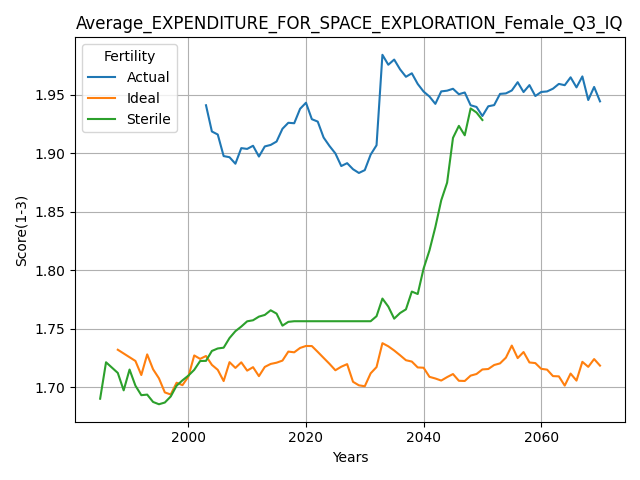 Average_EXPENDITURE_FOR_SPACE_EXPLORATION_Female_Q3_IQ
Fertility
Actual
Ideal
Sterile
Score(1-3)
1.95
1.90
1.85
1.80
1.75
1.70
2000
2020
2040
2060
Years